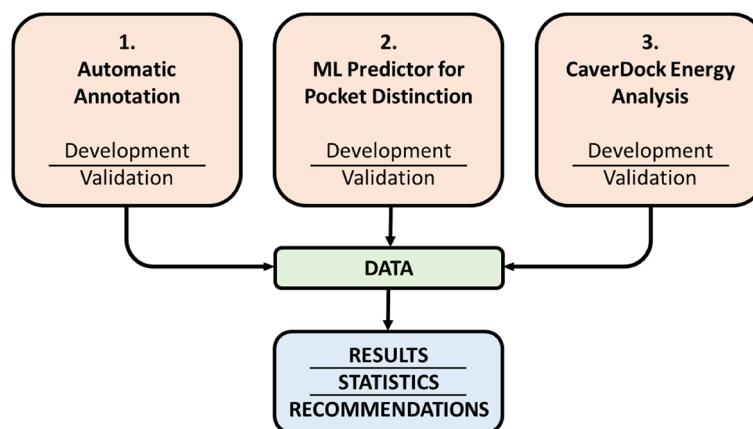 1.
Automatic
Annotation
Development
Validation
2.
ML Predictor for
Pocket Distinction
Development
Validation
3.
CaverDock Energy
Analysis
Development
Validation
DATA
RESULTS
STATISTICS
RECOMMENDATIONS